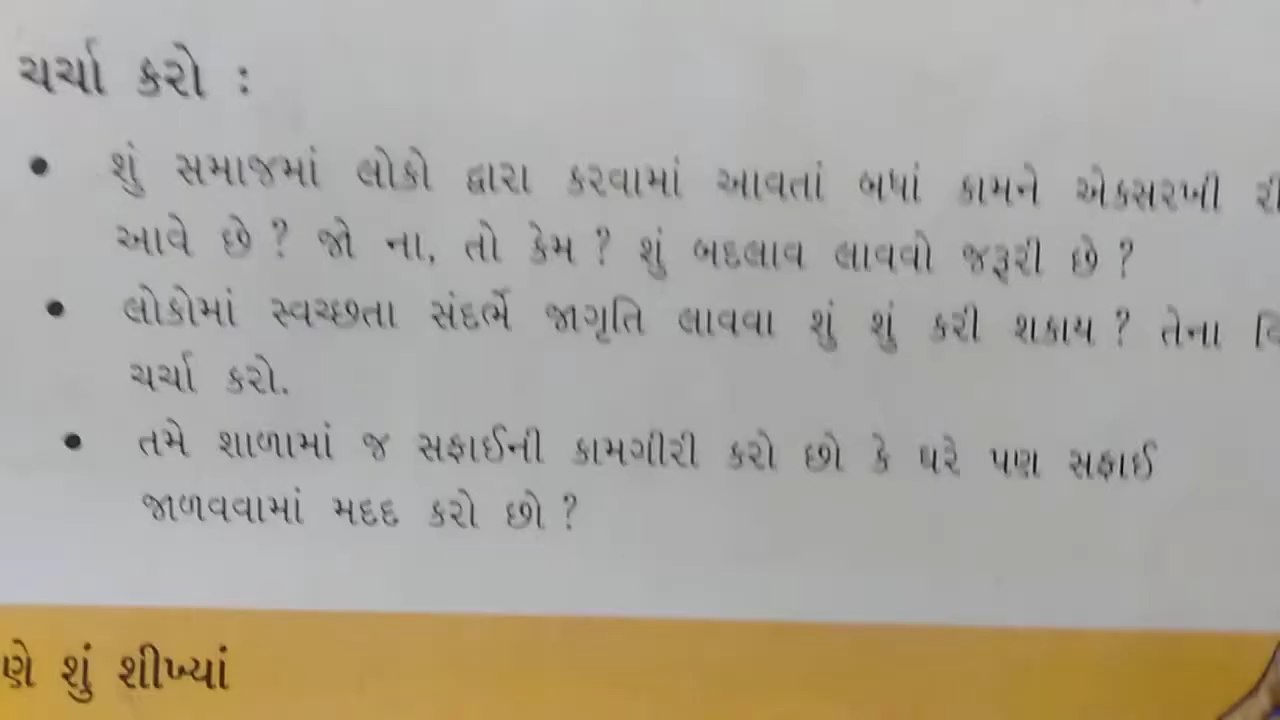 ચર્ચા કરો :
• શું સમાજમાં લોકો દ્વારા કરવામાં આવતાં બધાં કામને એકસરખી
આવે છે ? જો ના, તો કેમ ? શું બદલાવ લાવવો જરૂરી છે ?
• લોકોમાં સ્વચ્છતા સંદર્ભે જાગૃતિ લાવવા શું શું કરી શકાય ? તેના
ચર્ચા કરો.
• તમે શાળામાં જ સફાઈની કામગીરી કરો છો કે ઘરે પણ સફાઈ
જાળવવામાં મદદ કરો છો ?
શું શીખ્યાં